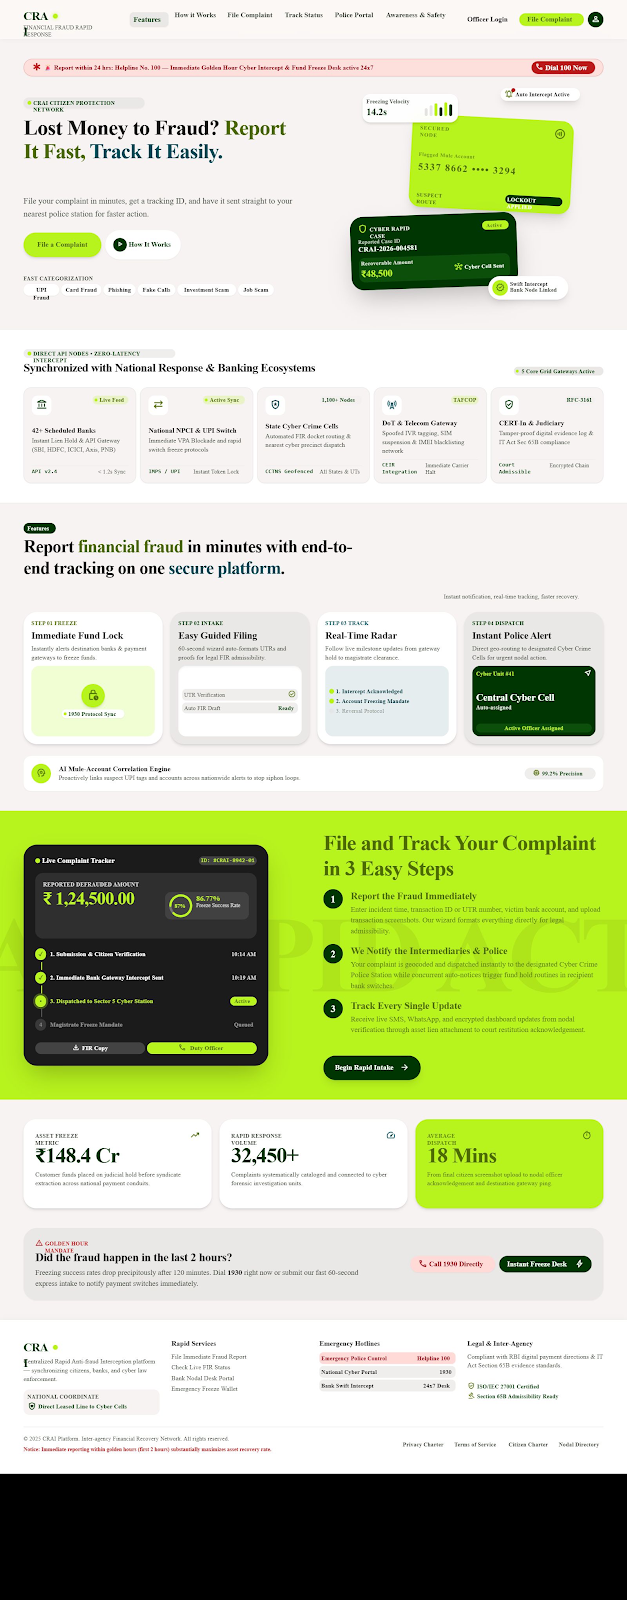 CRAI
FINANCIAL FRAUD RAPID
RESPONSE
Features
How it Works
File Complaint
Track Status
Police Portal
Awareness & Safety
Officer Login
File Complaint
Report within 24 hrs: Helpline No. 100 — Immediate Golden Hour Cyber Intercept & Fund Freeze Desk active 24x7
Dial 100 Now
CRAI CITIZEN PROTECTION
NETWORK
Lost Money to Fraud? Report
It Fast, Track It Easily.
File your complaint in minutes, get a tracking ID, and have it sent straight to your
nearest police station for faster action.
File a Complaint
How It Works
FAST CATEGORIZATION
UPI
Fraud
Card Fraud
Phishing
Fake Calls
Investment Scam
Job Scam
Freezing Velocity
14.2s
Auto Intercept Active
SECURED
NODE
Flagged Mule Account
5337 8662 •••• 3294
SUSPECT
ROUTE
LOCKOUT
APPLIED
CYBER RAPID
CASE
Active
Reported Case ID
CRAI-2026-004581
Recoverable Amount
₹48,500
Cyber Cell Sent
Swift Intercept
Bank Node Linked
DIRECT API NODES • ZERO-LATENCY
INTERCEPT
Synchronized with National Response & Banking Ecosystems
5 Core Grid Gateways Active
Live Feed
42+ Scheduled Banks
Instant Lien Hold & API Gateway
(SBI, HDFC, ICICI, Axis, PNB)
API v2.4
< 1.2s Sync
Active Sync
National NPCI & UPI Switch
Immediate VPA Blockade and rapid
switch freeze protocols
IMPS / UPI
Instant Token Lock
1,100+ Nodes
State Cyber Crime Cells
Automated FIR docket routing &
nearest cyber precinct dispatch
CCTNS Geofenced
All States & UTs
TAFCOP
DoT & Telecom Gateway
Spoofed IVR tagging, SIM
suspension & IMEI blacklisting
network
CEIR
Integration
Immediate Carrier
Halt
RFC-3161
CERT-In & Judiciary
Tamper-proof digital evidence log &
IT Act Sec 65B compliance
Court
Admissible
Encrypted Chain
Features
Report financial fraud in minutes with end-to-
end tracking on one secure platform.
Instant notification, real-time tracking, faster recovery.
STEP 01 FREEZE
Immediate Fund Lock
Instantly alerts destination banks & payment
gateways to freeze funds.
1930 Protocol Sync
STEP 02 INTAKE
Easy Guided Filing
60-second wizard auto-formats UTRs and
proofs for legal FIR admissibility.
UTR Verification
Auto FIR Draft
Ready
STEP 03 TRACK
Real-Time Radar
Follow live milestone updates from gateway
hold to magistrate clearance.
1. Intercept Acknowledged
2. Account Freezing Mandate
3. Reversal Protocol
STEP 04 DISPATCH
Instant Police Alert
Direct geo-routing to designated Cyber Crime
Cells for urgent nodal action.
Cyber Unit #41
Central Cyber Cell
Auto-assigned
Active Officer Assigned
AI Mule-Account Correlation Engine
Proactively links suspect UPI tags and accounts across nationwide alerts to stop siphon loops.
99.2% Precision
Live Complaint Tracker
ID: #CRAI-8942-01
REPORTED DEFRAUDED AMOUNT
₹ 1,24,500.00
87%
86.77%
Freeze Success Rate
1. Submission & Citizen Verification
10:14 AM
2. Immediate Bank Gateway Intercept Sent
10:19 AM
3. Dispatched to Sector 5 Cyber Station
Active
4
Magistrate Freeze Mandate
Queued
FIR Copy
Duty Officer
File and Track Your Complaint
in 3 Easy Steps
1
Report the Fraud Immediately
Enter incident time, transaction ID or UTR number, victim bank account, and upload
transaction screenshots. Our wizard formats everything directly for legal
admissibility.
2
We Notify the Intermediaries & Police
Your complaint is geocoded and dispatched instantly to the designated Cyber Crime
Police Station while concurrent auto-notices trigger fund hold routines in recipient
bank switches.
3
Track Every Single Update
Receive live SMS, WhatsApp, and encrypted dashboard updates from nodal
verification through asset lien attachment to court restitution acknowledgement.
Begin Rapid Intake
ASSET FREEZE
METRIC
₹148.4 Cr
Customer funds placed on judicial hold before syndicate
extraction across national payment conduits.
RAPID RESPONSE
VOLUME
32,450+
Complaints systematically cataloged and connected to cyber
forensic investigation units.
AVERAGE
DISPATCH
18 Mins
From final citizen screenshot upload to nodal officer
acknowledgement and destination gateway ping.
GOLDEN HOUR
MANDATE
Did the fraud happen in the last 2 hours?
Freezing success rates drop precipitously after 120 minutes. Dial 1930 right now or submit our fast 60-second
express intake to notify payment switches immediately.
Call 1930 Directly
Instant Freeze Desk
CRAI
Centralized Rapid Anti-fraud Interception platform
— synchronizing citizens, banks, and cyber law
enforcement.
NATIONAL COORDINATE
Direct Leased Line to Cyber Cells
Rapid Services
File Immediate Fraud Report
Check Live FIR Status
Bank Nodal Desk Portal
Emergency Freeze Wallet
Emergency Hotlines
Emergency Police Control
Helpline 100
National Cyber Portal
1930
Bank Swift Intercept
24x7 Desk
Legal & Inter-Agency
Compliant with RBI digital payment directions & IT
Act Section 65B evidence standards.
ISO/IEC 27001 Certified
Section 65B Admissibility Ready
© 2025 CRAI Platform. Inter-agency Financial Recovery Network. All rights reserved.
Notice: Immediate reporting within golden hours (first 2 hours) substantially maximizes asset recovery rate.
Privacy Charter
Terms of Service
Citizen Charter
Nodal Directory